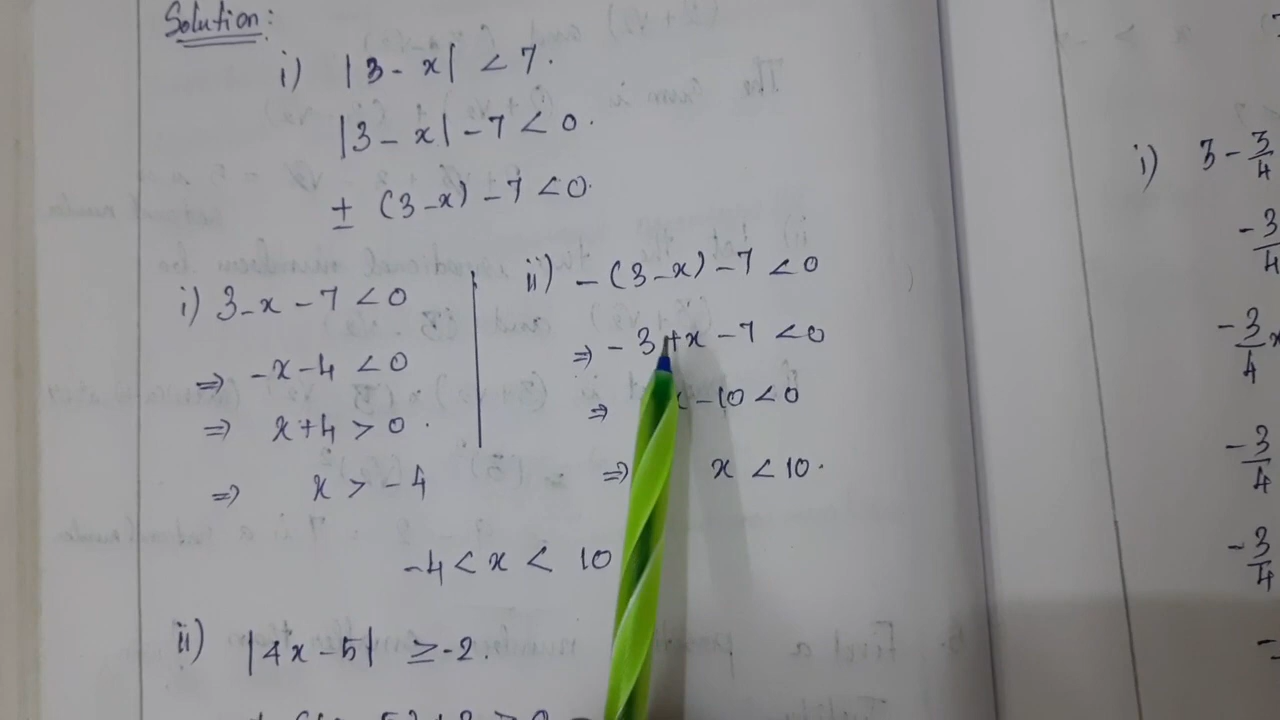 Solution:
i) |3 - x| < 7.
|3 - x| - 7 < 0.
± (3 - x) - 7 < 0.
i) 3 - x - 7 < 0
⇒ -x - 4 < 0
⇒ x + 4 > 0.
⇒ x > -4
ii) - (3 - x) - 7 < 0
⇒ - 3 + x - 7 < 0
⇒ x - 10 < 0
⇒ x < 10.
-4 < x < 10
ii) |4x - 5| ≥ -2.
i) 3 - 3/4
-3/4
-3/4 x
-3/4
-3/4